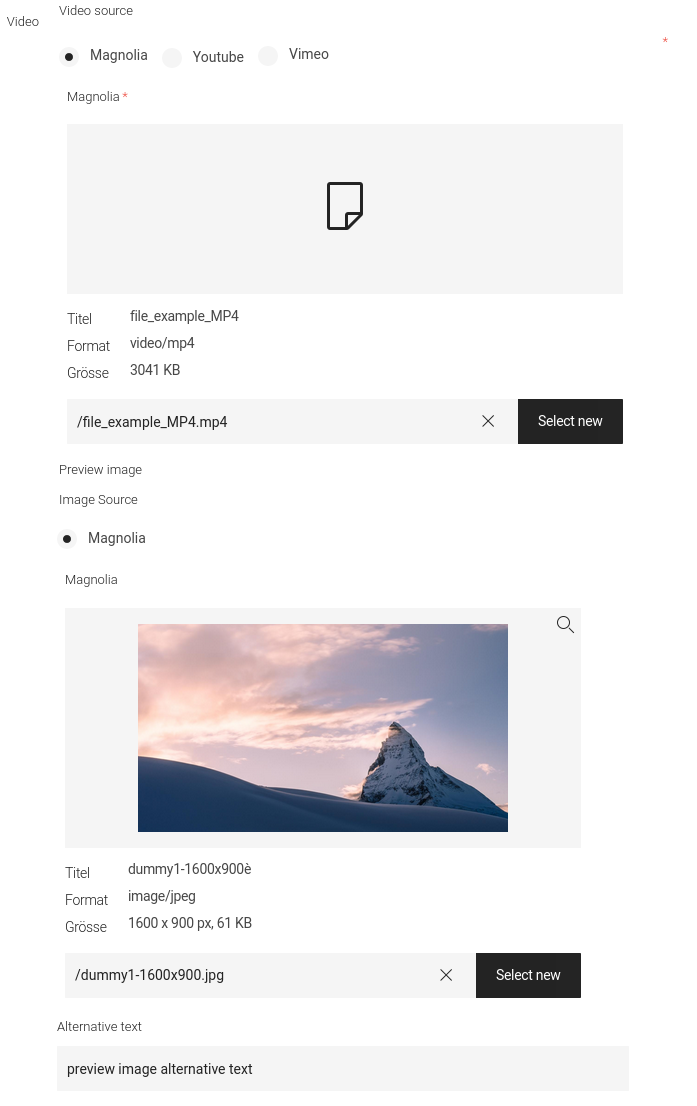 Video
Video source
*
Magnolia Youtube Vimeo
Magnolia *
Titel file_example_MP4
Format video/mp4
Grösse 3041 KB
/file_example_MP4.mp4 Select new
Preview image
Image Source
Magnolia
Magnolia
Titel dummy1-1600x900è
Format image/jpeg
Grösse 1600 x 900 px, 61 KB
/dummy1-1600x900.jpg Select new
Alternative text
preview image alternative text